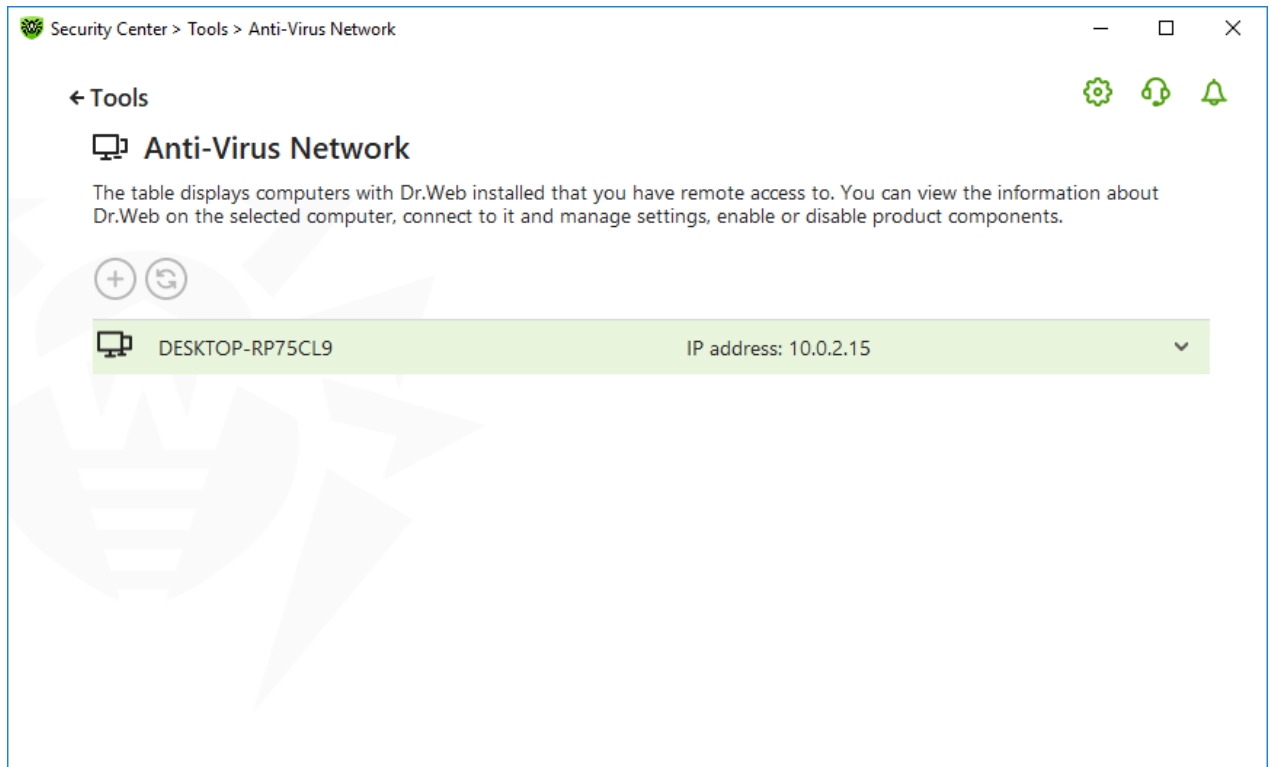 Security Center > Tools > Anti-Virus Network
Tools
Anti-Virus Network
The table displays computers with Dr.Web installed that you have remote access to. You can view the information about
Dr.Web on the selected computer, connect to it and manage settings, enable or disable product components.
DESKTOP-RP75CL9 IP address: 10.0.2.15